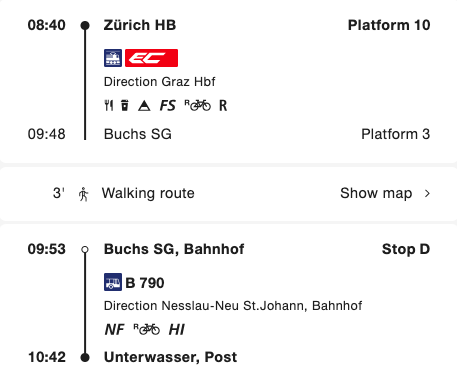 08:40 Zürich HB Platform 10
EC
Direction Graz Hbf
FS R R
09:48 Buchs SG Platform 3
3' Walking route Show map
09:53 Buchs SG, Bahnhof Stop D
B 790
Direction Nesslau-Neu St.Johann, Bahnhof
NF R HI
10:42 Unterwasser, Post